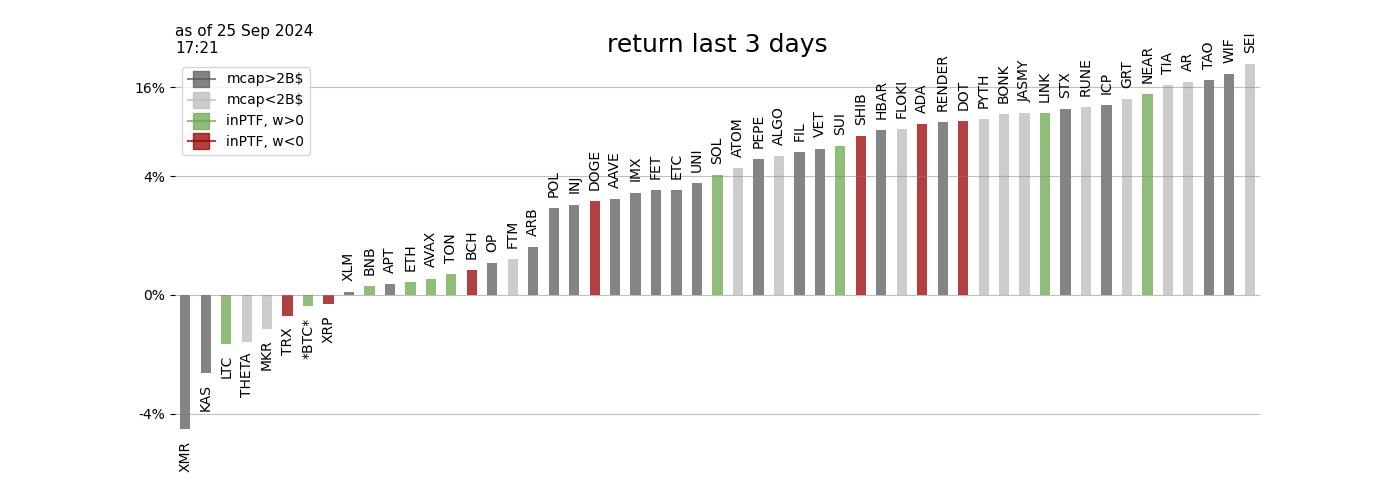 as of 25 Sep 2024
17:21
return last 3 days
mcap>2B$
mcap<2B$
inPTF, w>0
inPTF, w<0
16%
4%
0%
-4%
XMR
KAS
LTC
THETA
MKR
TRX
*BTC*
XRP
XLM
BNB
APT
ETH
AVAX
TON
BCH
OP
FTM
ARB
POL
INJ
DOGE
AAVE
IMX
FET
ETC
UNI
SOL
ATOM
PEPE
ALGO
FIL
VET
SUI
SHIB
HBAR
FLOKI
ADA
RENDER
DOT
PYTH
BONK
JASMY
LINK
STX
RUNE
ICP
GRT
NEAR
TIA
AR
TAO
WIF
SEI